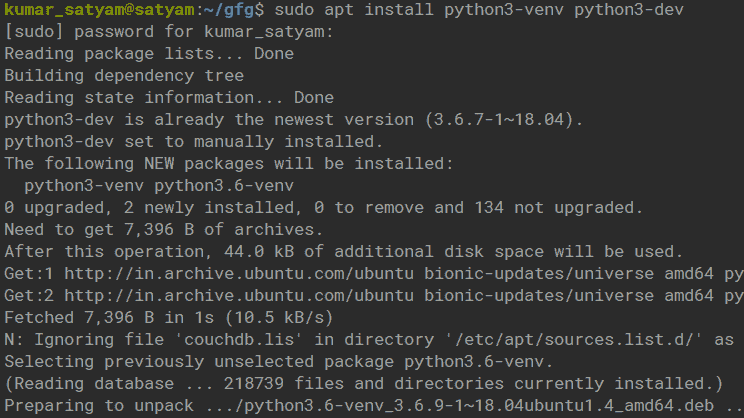 kumar_satyam@satyam:~/gfg$ sudo apt install python3-venv python3-dev
[sudo] password for kumar_satyam:
Reading package lists... Done
Building dependency tree
Reading state information... Done
python3-dev is already the newest version (3.6.7-1~18.04).
python3-dev set to manually installed.
The following NEW packages will be installed:
  python3-venv python3.6-venv
0 upgraded, 2 newly installed, 0 to remove and 134 not upgraded.
Need to get 7,396 B of archives.
After this operation, 44.0 kB of additional disk space will be used.
Get:1 http://in.archive.ubuntu.com/ubuntu bionic-updates/universe amd64 py
Get:2 http://in.archive.ubuntu.com/ubuntu bionic-updates/universe amd64 py
Fetched 7,396 B in 1s (10.5 kB/s)
N: Ignoring file 'couchdb.lis' in directory '/etc/apt/sources.list.d/' as
Selecting previously unselected package python3.6-venv.
(Reading database ... 218739 files and directories currently installed.)
Preparing to unpack .../python3.6-venv_3.6.9-1~18.04ubuntu1.4_amd64.deb ..